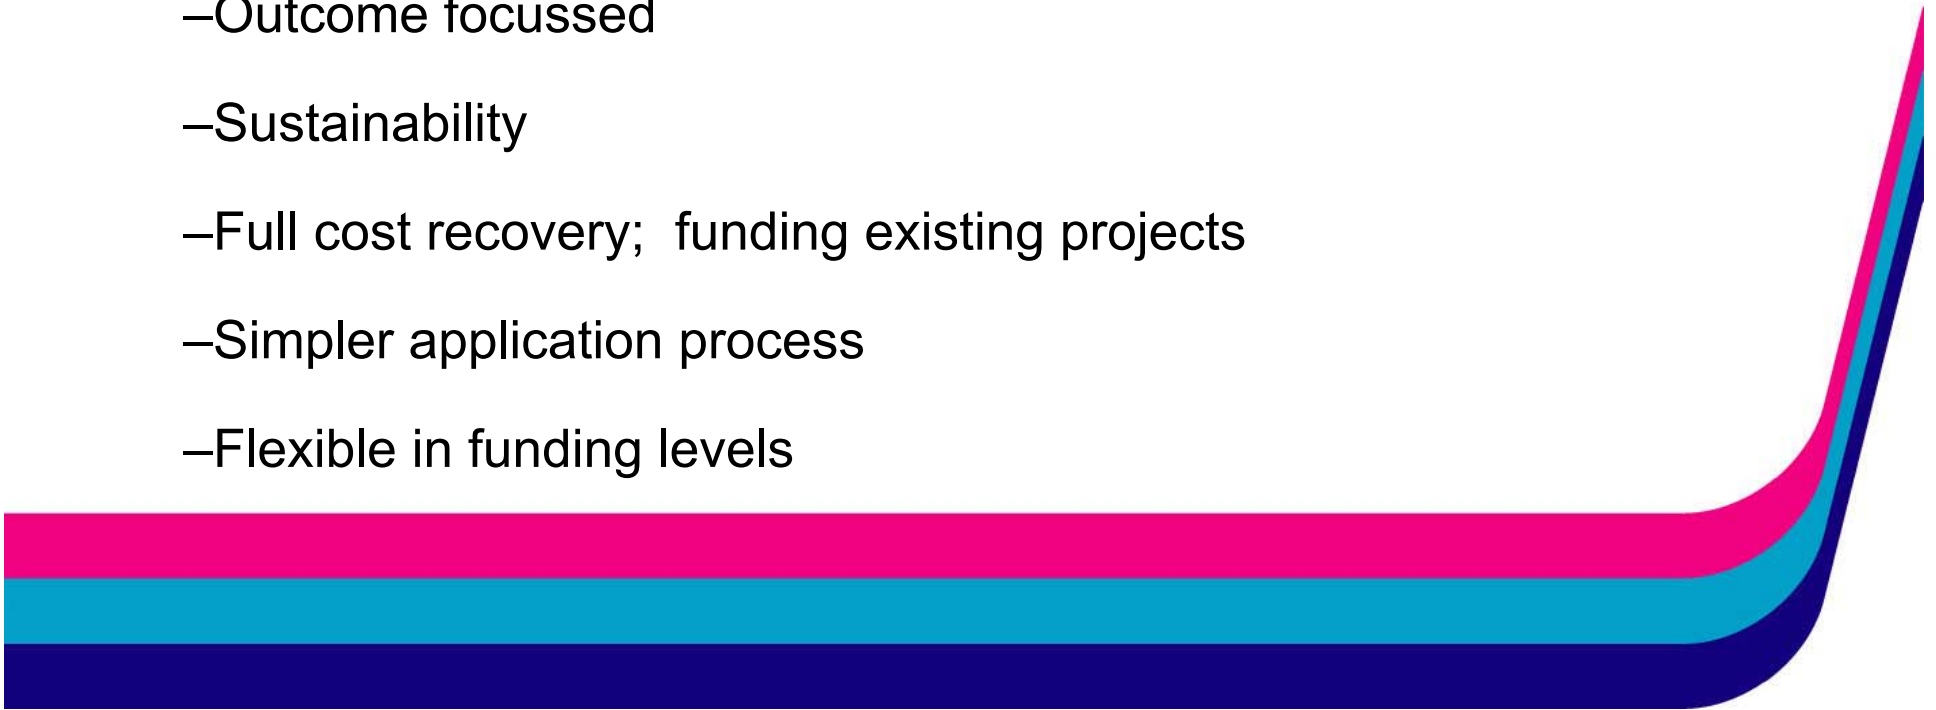 –Outcome focussed
–Sustainability
–Full cost recovery;  funding existing projects
–Simpler application process
–Flexible in funding levels